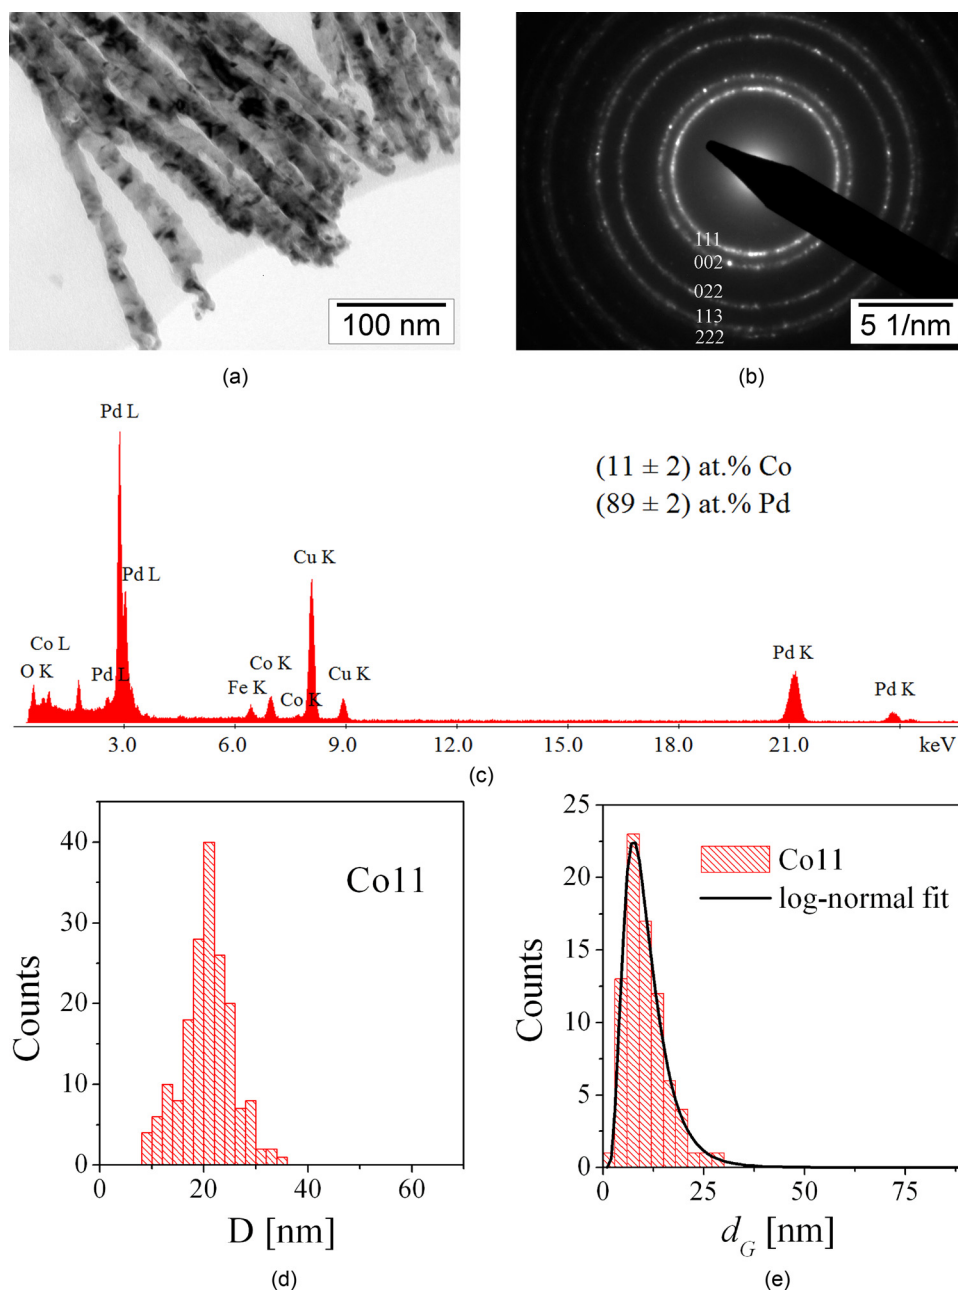 100 nm
(a)
111
002
022
113
222
5 1/nm
(b)
Pd L
(11 ± 2) at.% Co
(89 ± 2) at.% Pd
Cu K
Pd L
Co L
O K
Pd L
Co K
Fe K
Co K
Cu K
Pd K
Pd K
3.0 6.0 9.0 12.0 15.0 18.0 21.0 keV
(c)
Counts
40
30
20
10
0
Co11
0 20 40 60
D [nm]
(d)
Counts
25
20
15
10
5
0
Co11
log-normal fit
0 25 50 75
d_G [nm]
(e)